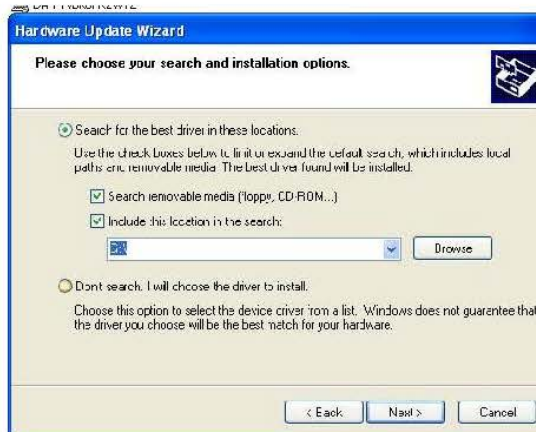 Hardware Update Wizard
Please choose your search and installation options.
Search for the best driver in these locations.
Use the check boxes below to limit or expand the default search, which includes local
paths and removable media. The best driver found will be installed.
Search removable media (floppy, CD-ROM...)
Include this location in the search:
Browse
Don't search. I will choose the driver to install.
Choose this option to select the device driver from a list. Windows does not guarantee that
the driver you choose will be the best match for your hardware.
< Back
Next >
Cancel